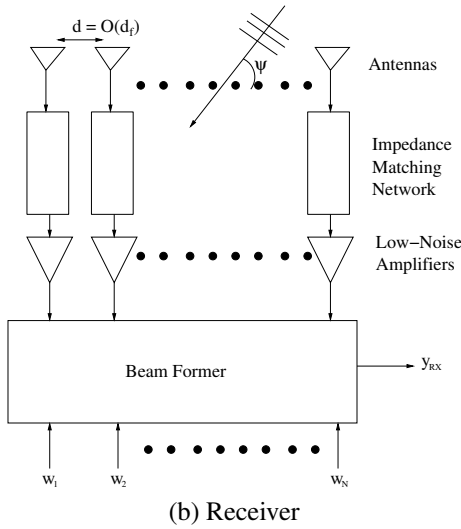 d = O(d_f)
ψ
Antennas
Impedance
Matching
Network
Low−Noise
Amplifiers
Beam Former
y_RX
w_1 w_2 w_N
(b) Receiver